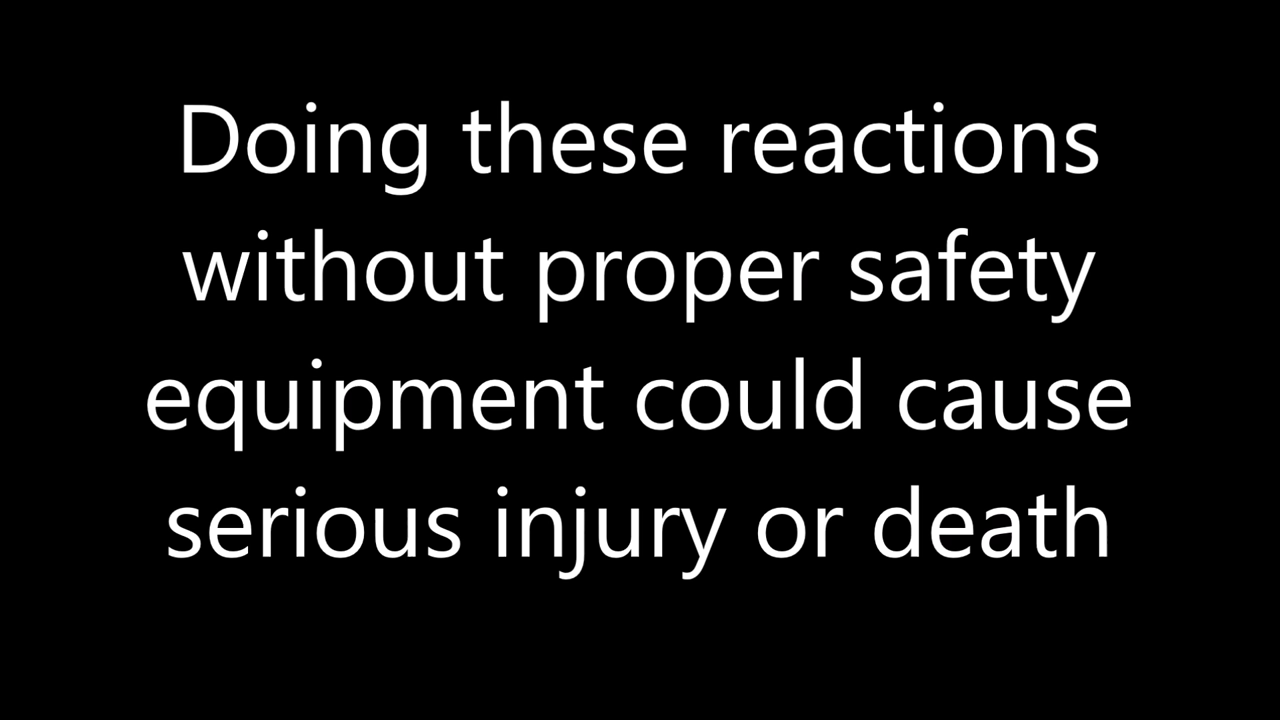 Doing these reactions
without proper safety
equipment could cause
serious injury or death